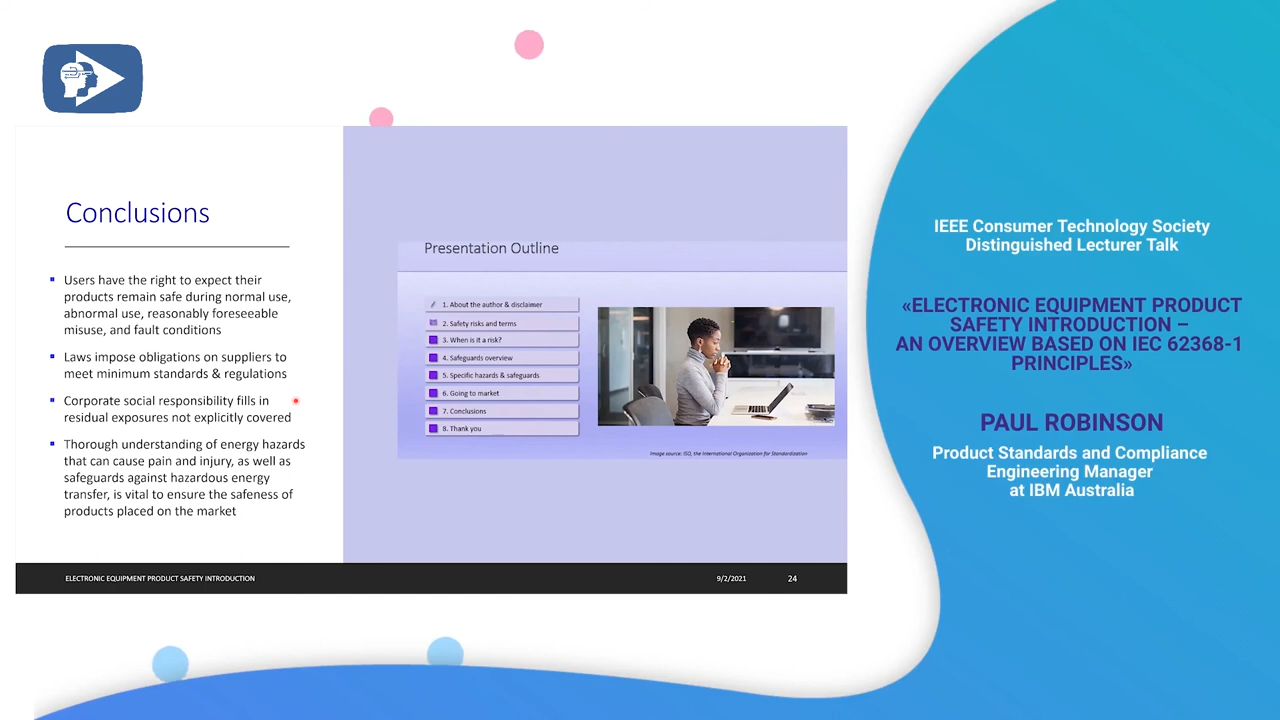 Conclusions
Users have the right to expect their
products remain safe during normal use,
abnormal use, reasonably foreseeable
misuse, and fault conditions
Laws impose obligations on suppliers to
meet minimum standards & regulations
Corporate social responsibility fills in
residual exposures not explicitly covered
Thorough understanding of energy hazards
that can cause pain and injury, as well as
safeguards against hazardous energy
transfer, is vital to ensure the safeness of
products placed on the market
Presentation Outline
1. About the author & disclaimer
2. Safety risks and terms
3. When is it a risk?
4. Safeguards overview
5. Specific hazards & safeguards
6. Going to market
7. Conclusions
8. Thank you
Image source: ISO, the International Organization for Standardization
ELECTRONIC EQUIPMENT PRODUCT SAFETY INTRODUCTION
9/2/2021
24
IEEE Consumer Technology Society
Distinguished Lecturer Talk
«ELECTRONIC EQUIPMENT PRODUCT
SAFETY INTRODUCTION –
AN OVERVIEW BASED ON IEC 62368-1
PRINCIPLES»
PAUL ROBINSON
Product Standards and Compliance
Engineering Manager
at IBM Australia